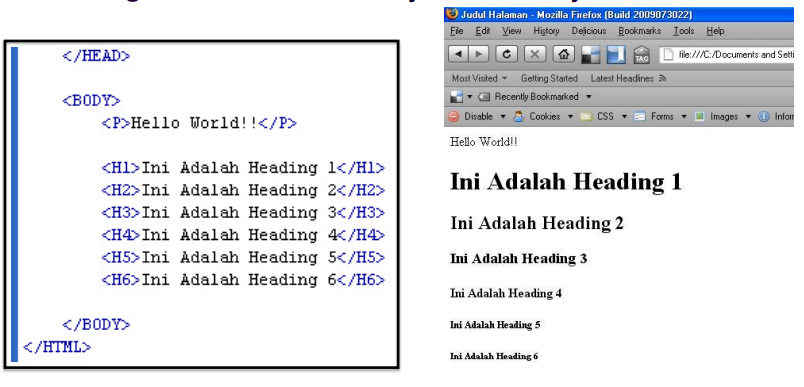 </HEAD>
<BODY>
<P>Hello World!!</P>
<H1>Ini Adalah Heading 1</H1>
<H2>Ini Adalah Heading 2</H2>
<H3>Ini Adalah Heading 3</H3>
<H4>Ini Adalah Heading 4</H4>
<H5>Ini Adalah Heading 5</H5>
<H6>Ini Adalah Heading 6</H6>
</BODY>
</HTML>
Judul Halaman - Mozilla Firefox (Build 2009073022)
File Edit View History Delicious Bookmarks Tools Help
TAG file:///C:/Documents and Setti
Most Visited Getting Started Latest Headlines
Recently Bookmarked
Disable Cookies CSS Forms Images Inform
Hello World!!
Ini Adalah Heading 1
Ini Adalah Heading 2
Ini Adalah Heading 3
Ini Adalah Heading 4
Ini Adalah Heading 5
Ini Adalah Heading 6